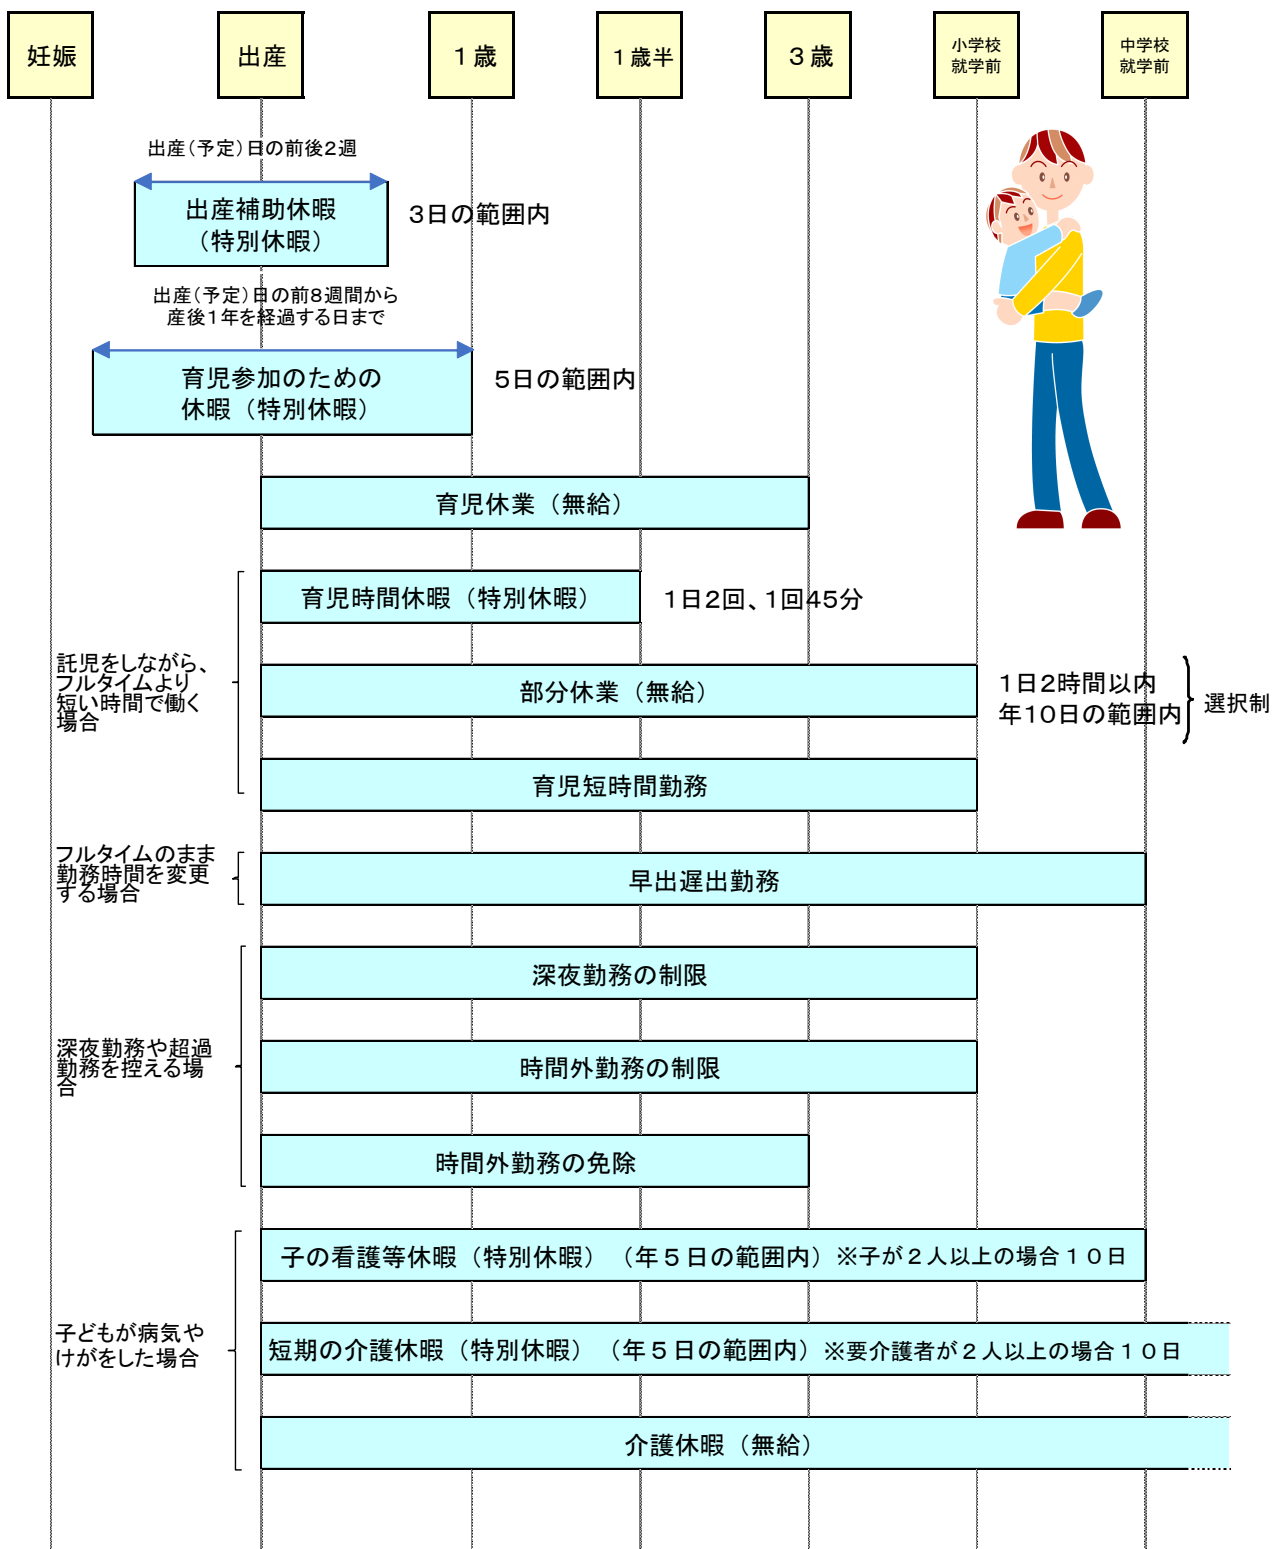 妊娠
出産
１歳
１歳半
３歳
小学校
就学前
中学校
就学前
出産（予定）日の前後２週
出産補助休暇
（特別休暇）
３日の範囲内
出産（予定）日の前８週間から
産後１年を経過する日まで
育児参加のための
休暇（特別休暇）
５日の範囲内
育児休業（無給）
育児時間休暇（特別休暇）
１日２回、１回４５分
託児をしながら、
フルタイムより
短い時間で働く
場合
部分休業（無給）
１日２時間以内
年１０日の範囲内
選択制
育児短時間勤務
フルタイムのまま
勤務時間を変更
する場合
早出遅出勤務
深夜勤務の制限
深夜勤務や超過
勤務を控える場
合
時間外勤務の制限
時間外勤務の免除
子の看護等休暇（特別休暇）（年５日の範囲内）※子が２人以上の場合１０日
子どもが病気や
けがをした場合
短期の介護休暇（特別休暇）（年５日の範囲内）※要介護者が２人以上の場合１０日
介護休暇（無給）